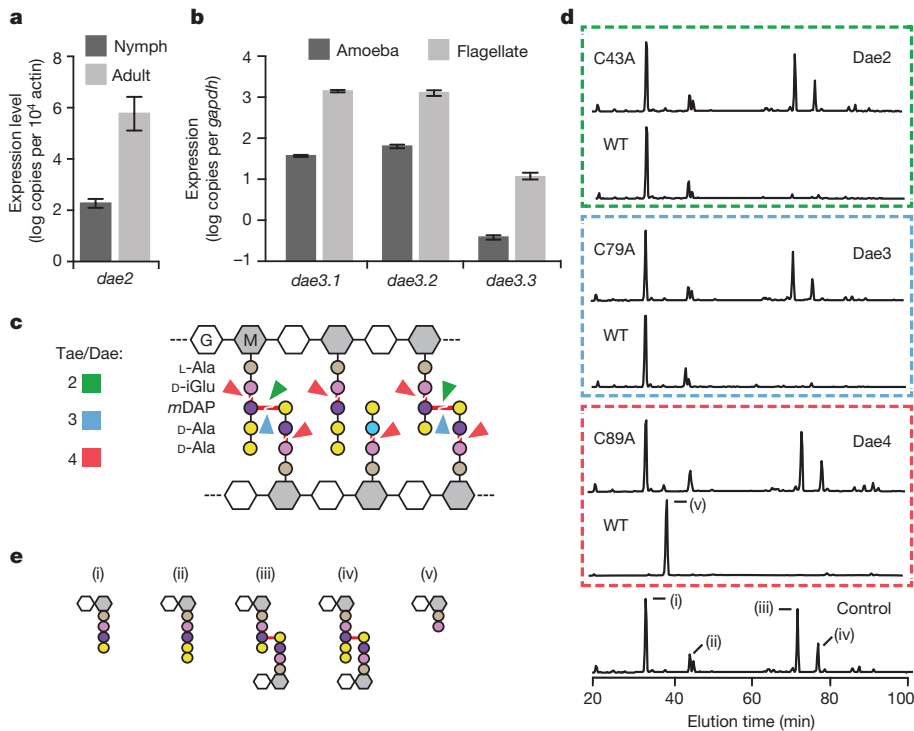 a
Expression level
(log copies per 10⁴ actin)
8
6
4
2
0
Nymph
Adult
dae2
b
Expression
(log copies per gapdh)
4
3
2
1
0
−1
Amoeba
Flagellate
dae3.1
dae3.2
dae3.3
c
Tae/Dae:
2
3
4
G
M
L-Ala
D-iGlu
mDAP
D-Ala
D-Ala
d
C43A
Dae2
WT
C79A
Dae3
WT
C89A
Dae4
WT
(v)
Control
(i)
(ii)
(iii)
(iv)
20
40
60
80
100
Elution time (min)
e
(i)
(ii)
(iii)
(iv)
(v)